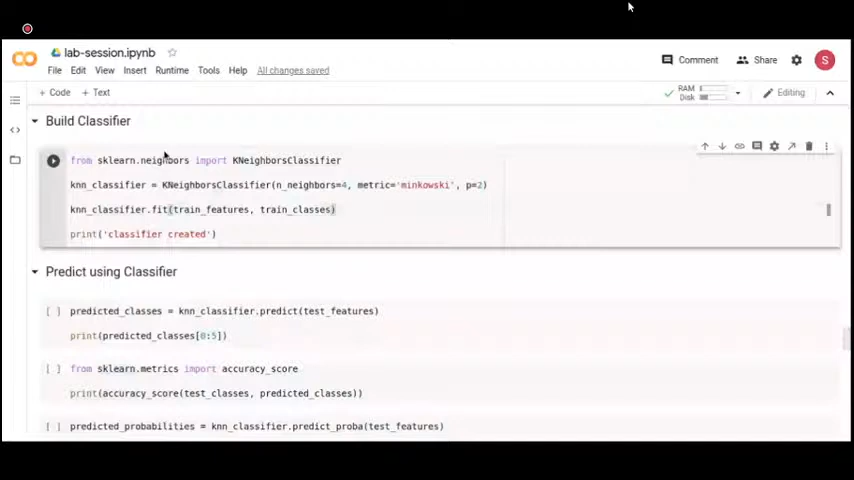 lab-session.ipynb
Comment
Share
S
File Edit View Insert Runtime Tools Help All changes saved
+ Code + Text
RAM
Disk
Editing
Build Classifier
from sklearn.neighbors import KNeighborsClassifier
knn_classifier = KNeighborsClassifier(n_neighbors=4, metric='minkowski', p=2)
knn_classifier.fit(train_features, train_classes)
print('classifier created')
Predict using Classifier
[ ] predicted_classes = knn_classifier.predict(test_features)
print(predicted_classes[0:5])
[ ] from sklearn.metrics import accuracy_score
print(accuracy_score(test_classes, predicted_classes))
[ ] predicted_probabilities = knn_classifier.predict_proba(test_features)